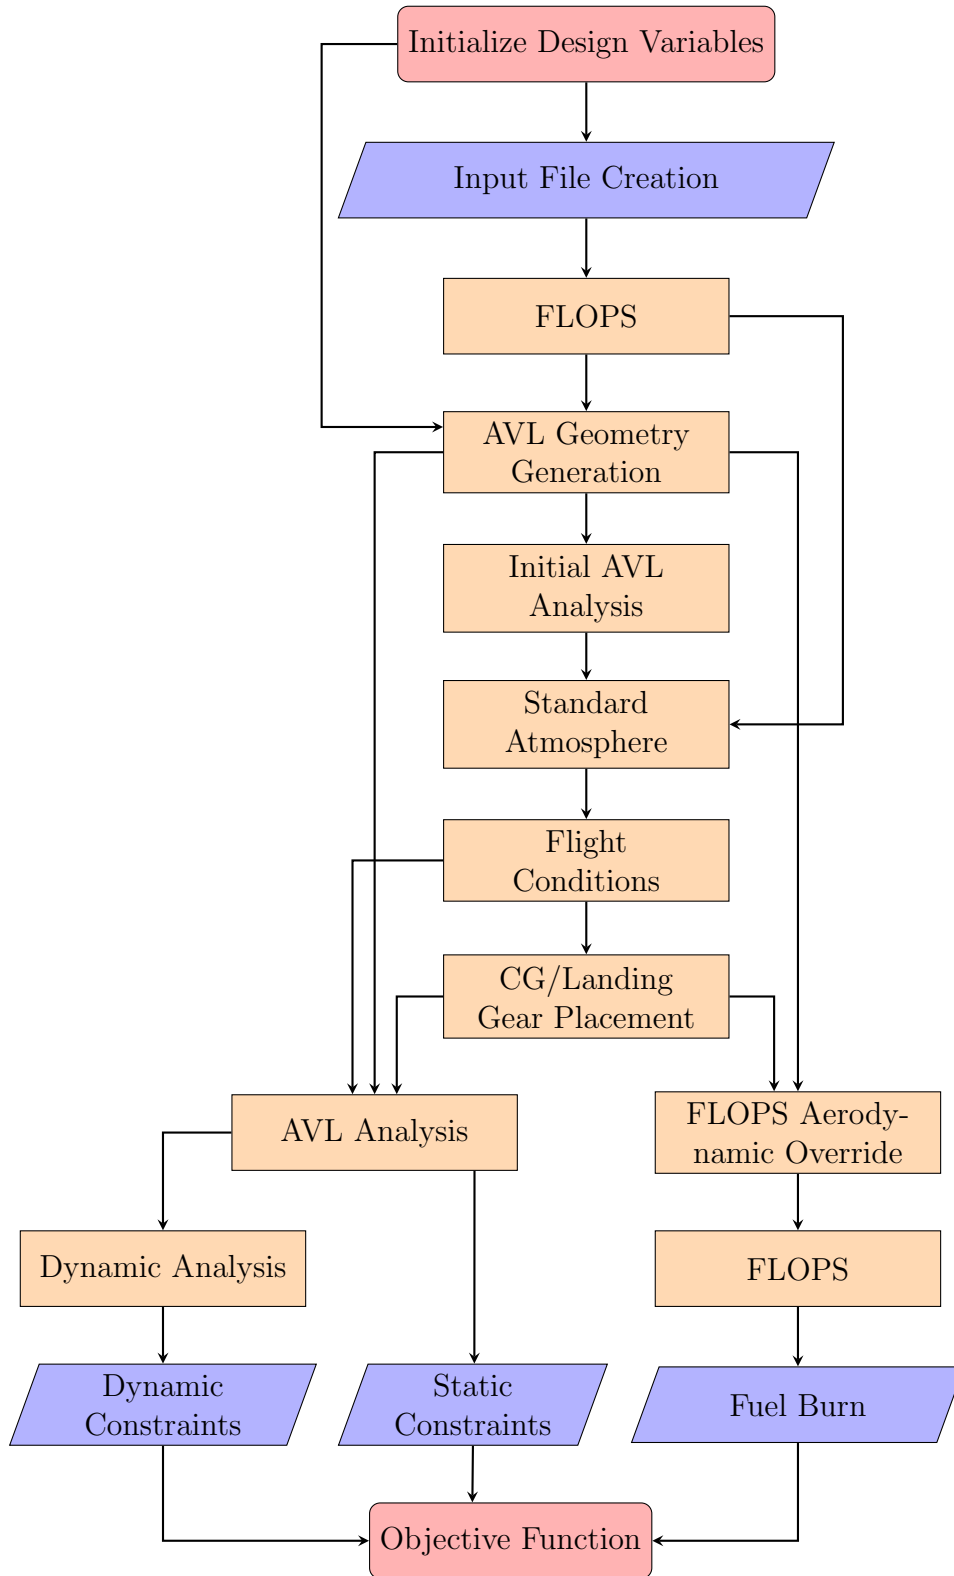 Initialize Design Variables
Input File Creation
FLOPS
AVL Geometry
Generation
Initial AVL
Analysis
Standard
Atmosphere
Flight
Conditions
CG/Landing
Gear Placement
AVL Analysis
FLOPS Aerody-
namic Override
Dynamic Analysis
FLOPS
Dynamic
Constraints
Static
Constraints
Fuel Burn
Objective Function